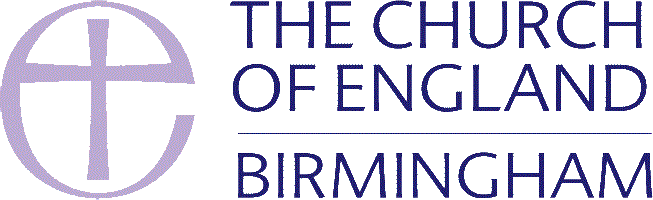 THE CHURCH
OF ENGLAND
BIRMINGHAM